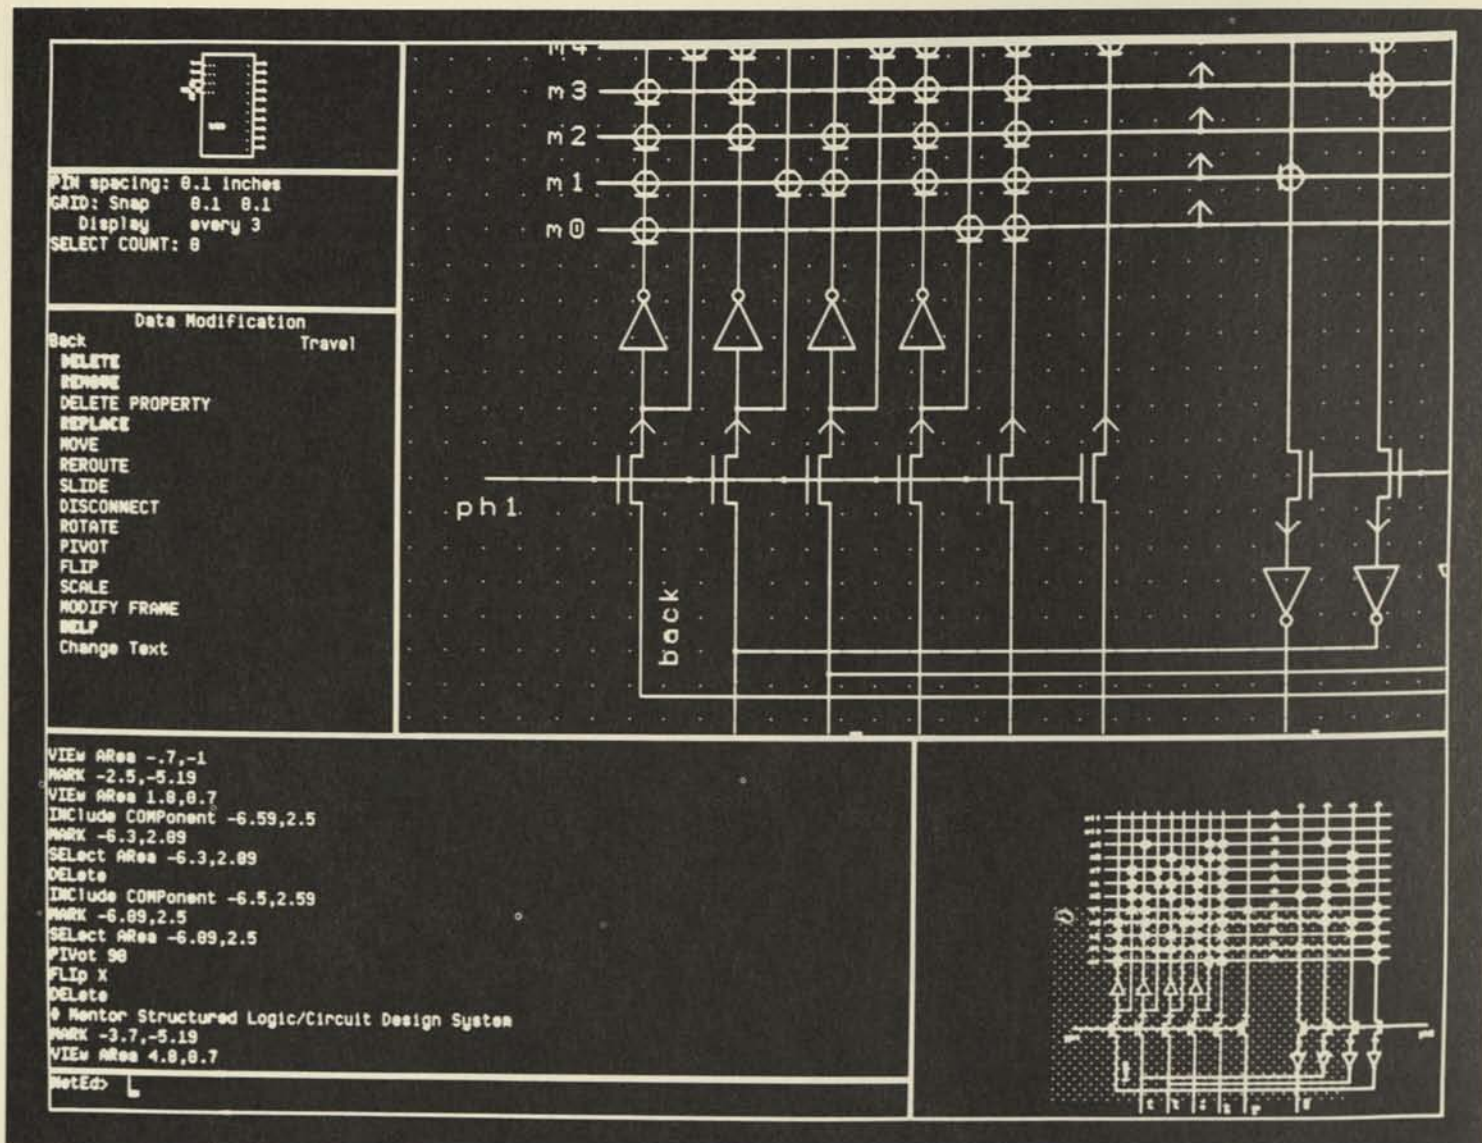 PIN spacing: 0.1 inches
GRID: Snap 0.1 0.1
Display every 3
SELECT COUNT: 0
Data Modification
Back Travel
DELETE
REMOVE
DELETE PROPERTY
REPLACE
MOVE
REROUTE
SLIDE
DISCONNECT
ROTATE
PIVOT
FLIP
SCALE
MODIFY FRAME
HELP
Change Text
m4
m3
m2
m1
m0
ph1
back
VIEw ARea -.7,-1
MARK -2.5,-5.19
VIEw ARea 1.8,0.7
INClude COMPonent -6.59,2.5
MARK -6.3,2.09
SELect ARea -6.3,2.09
DELete
INClude COMPonent -6.5,2.59
MARK -6.09,2.5
SELect ARea -6.09,2.5
PIVot 90
FLIp X
DELete
# Mentor Structured Logic/Circuit Design System
MARK -3.7,-5.19
VIEw ARea 4.8,0.7
NetEd>